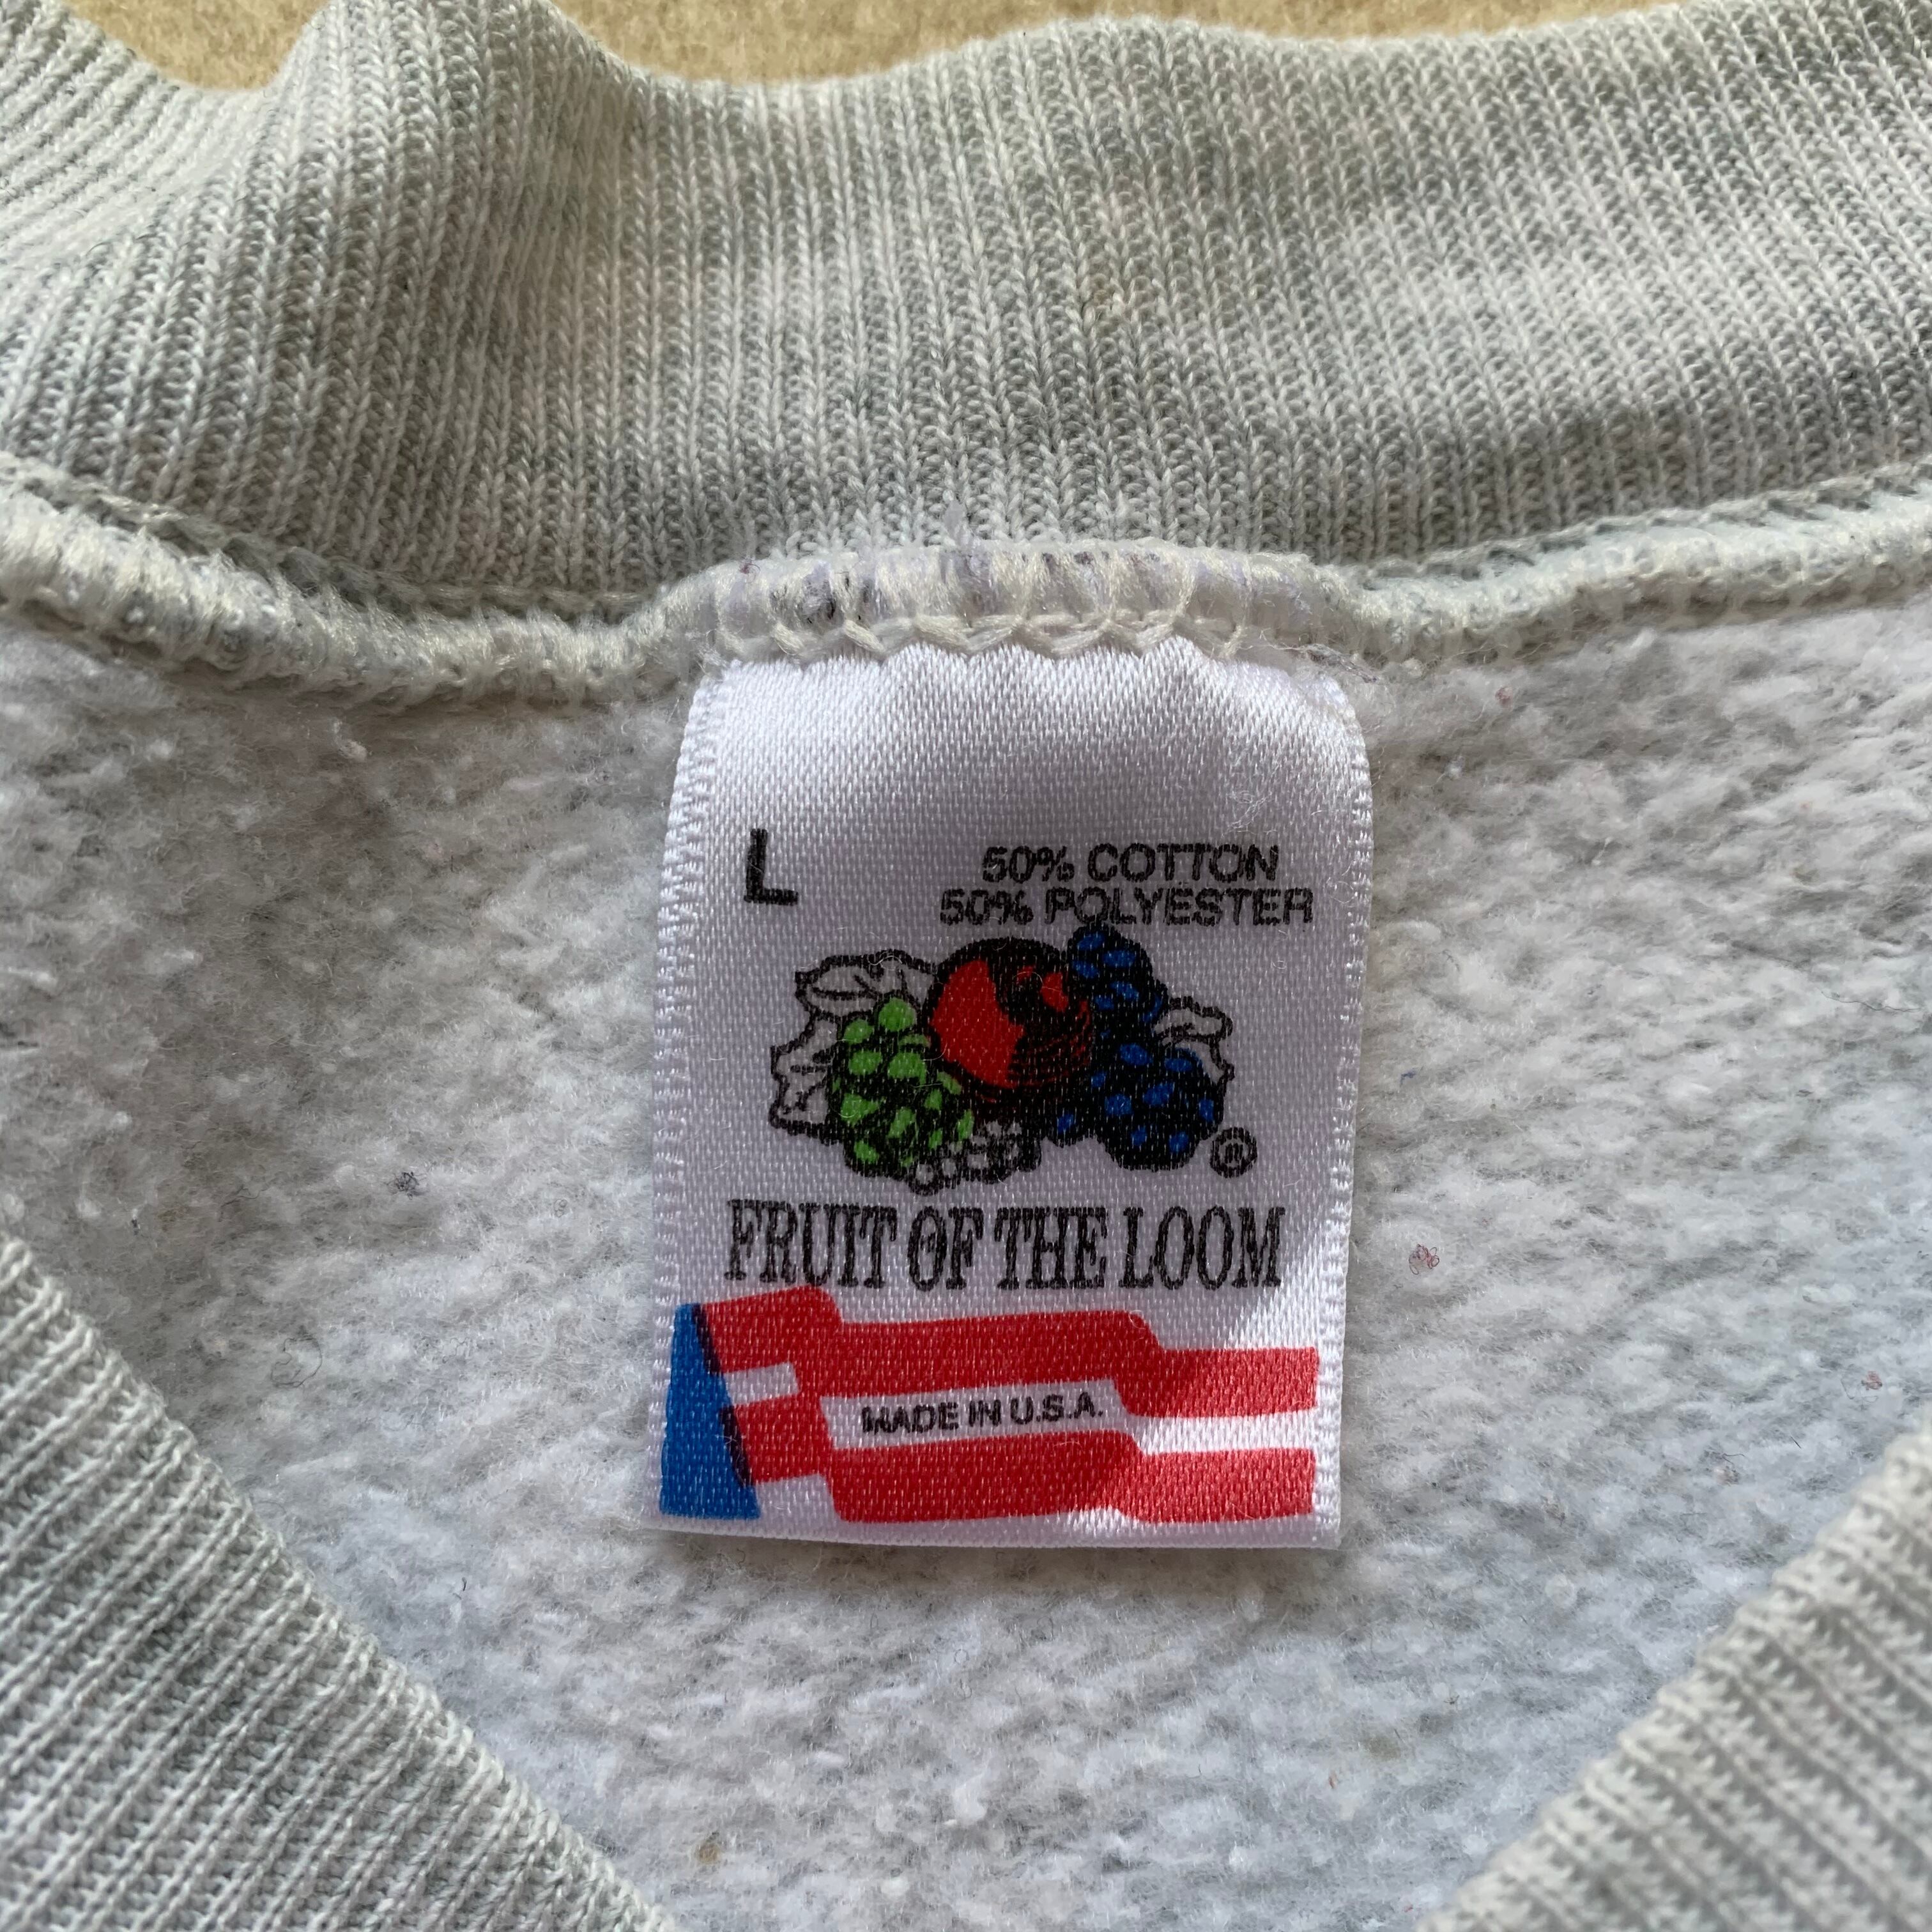 L
50% COTTON
50% POLYESTER
®
FRUIT OF THE LOOM
MADE IN U.S.A.